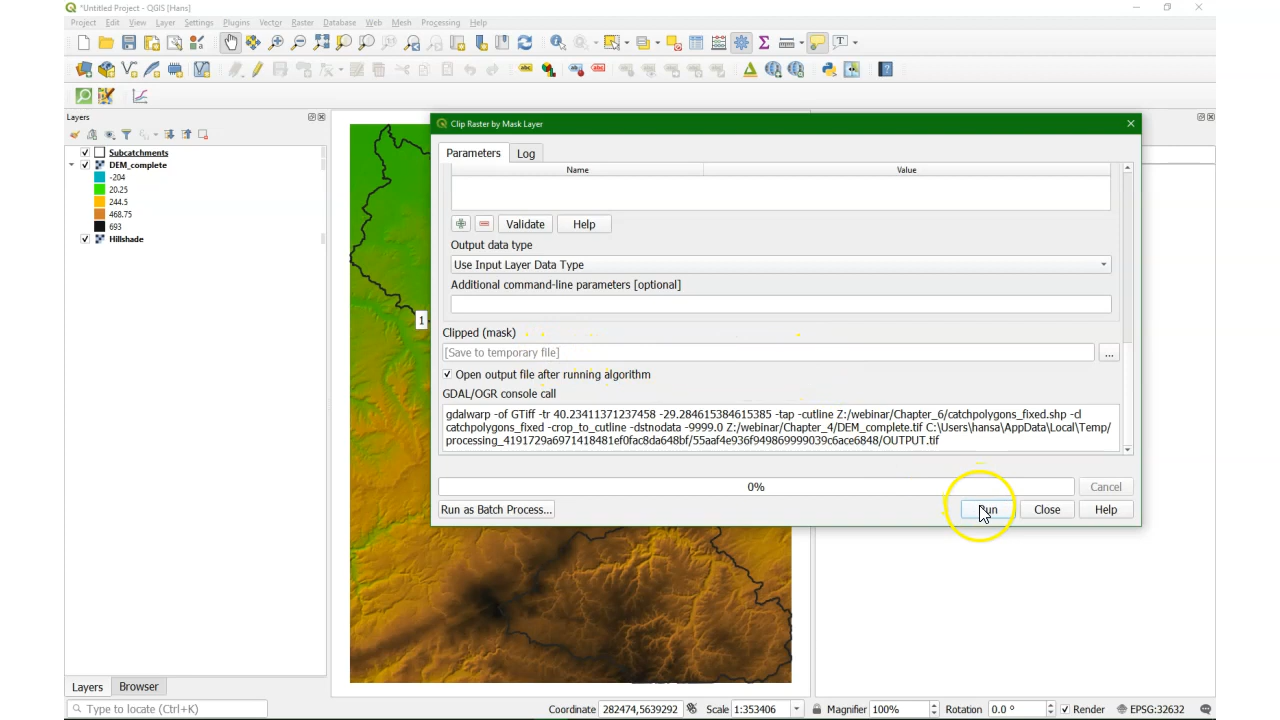 *Untitled Project - QGIS [Hans]
Project Edit View Layer Settings Plugins Vector Raster Database Web Mesh Processing Help
Layers
Subcatchments
DEM_complete
-204
20.25
244.5
468.75
693
Hillshade
1
Clip Raster by Mask Layer
Parameters Log
Name Value
Validate Help
Output data type
Use Input Layer Data Type
Additional command-line parameters [optional]
Clipped (mask)
[Save to temporary file]
...
Open output file after running algorithm
GDAL/OGR console call
gdalwarp -of GTiff -tr 40.23411371237458 -29.284615384615385 -tap -cutline Z:/webinar/Chapter_6/catchpolygons_fixed.shp -cl
catchpolygons_fixed -crop_to_cutline -dstnodata -9999.0 Z:/webinar/Chapter_4/DEM_complete.tif C:\Users\hansa\AppData\Local\Temp/
processing_4191729a6971418481ef0fac8da648bf/55aaf4e936f949869999039c6ace6848/OUTPUT.tif
0% Cancel
Run as Batch Process... Run Close Help
Layers Browser
Type to locate (Ctrl+K) Coordinate 282474,5639292 Scale 1:353406 Magnifier 100% Rotation 0.0 ° Render EPSG:32632